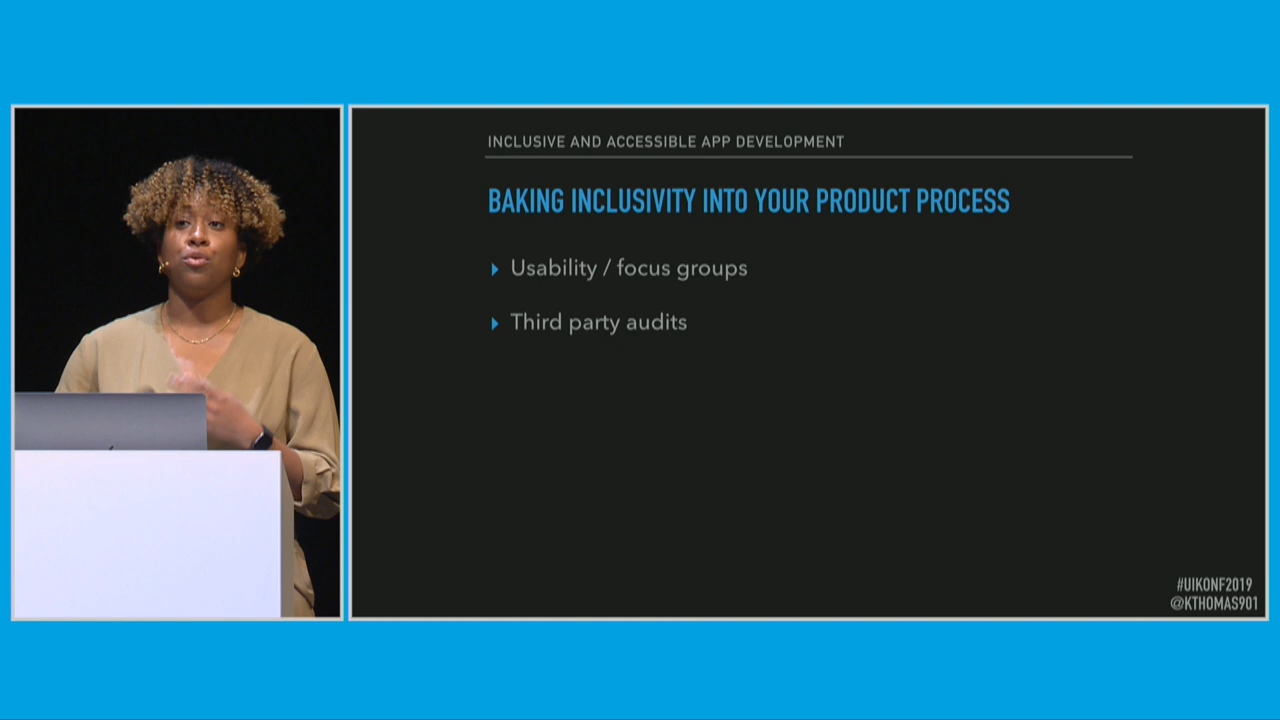 INCLUSIVE AND ACCESSIBLE APP DEVELOPMENT
BAKING INCLUSIVITY INTO YOUR PRODUCT PROCESS
Usability / focus groups
Third party audits
#UIKONF2019
@KTHOMAS901